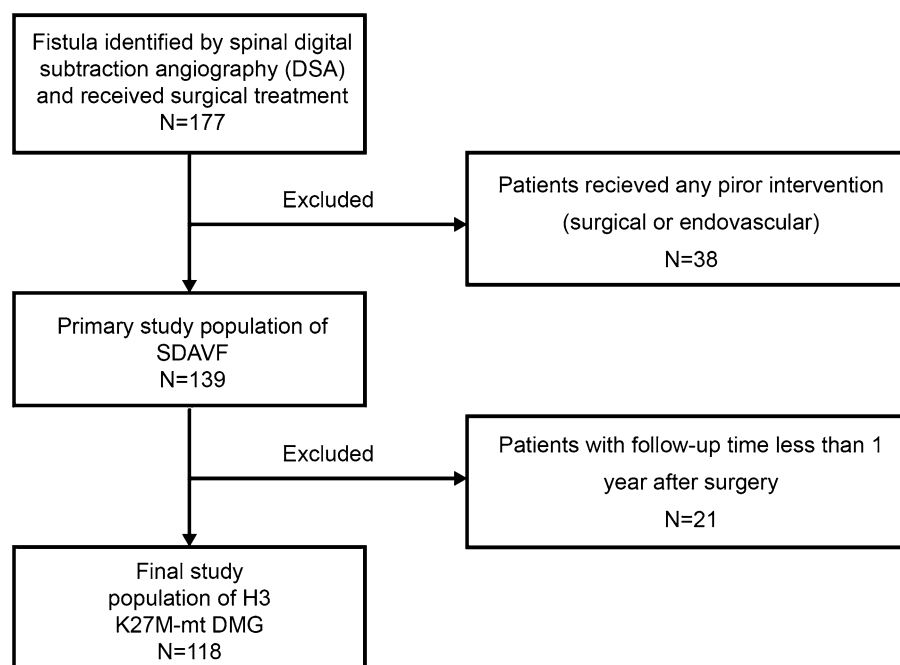 Fistula identified by spinal digital
subtraction angiography (DSA)
and received surgical treatment
N=177
Excluded
Patients recieved any piror intervention
(surgical or endovascular)
N=38
Primary study population of
SDAVF
N=139
Excluded
Patients with follow-up time less than 1
year after surgery
N=21
Final study
population of H3
K27M-mt DMG
N=118